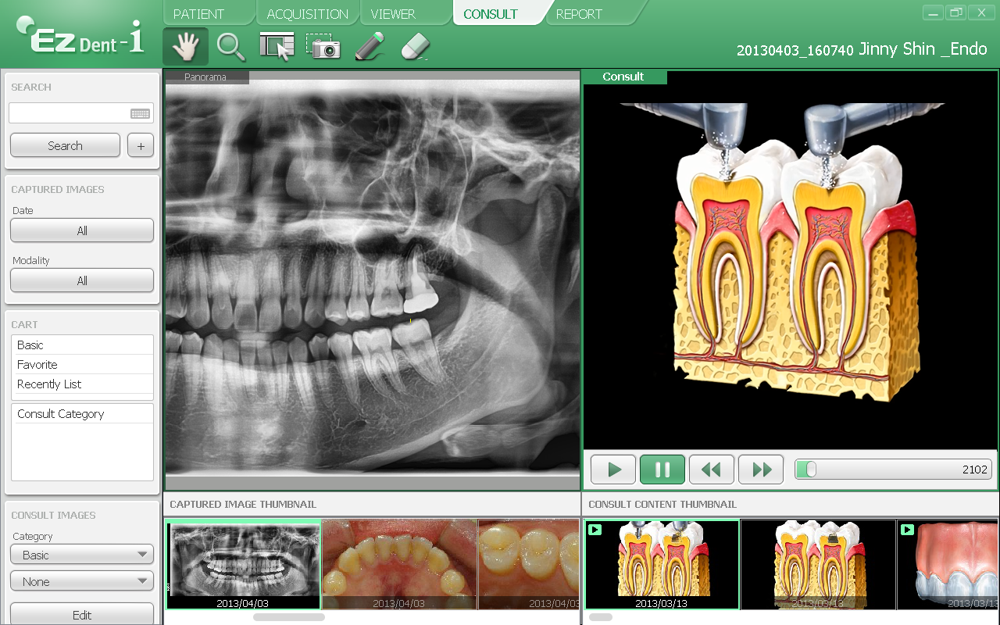 Ez Dent-i
PATIENT
ACQUISITION
VIEWER
CONSULT
REPORT
20130403_160740 Jinny Shin _Endo
SEARCH
Search
+
CAPTURED IMAGES
Date
All
Modality
All
CART
Basic
Favorite
Recently List
Consult Category
CONSULT IMAGES
Category
Basic
None
Edit
Panorama
Consult
2102
CAPTURED IMAGE THUMBNAIL
2013/04/03
2013/04/03
2013/04/03
CONSULT CONTENT THUMBNAIL
2013/03/13
2013/03/13
2013/03/13